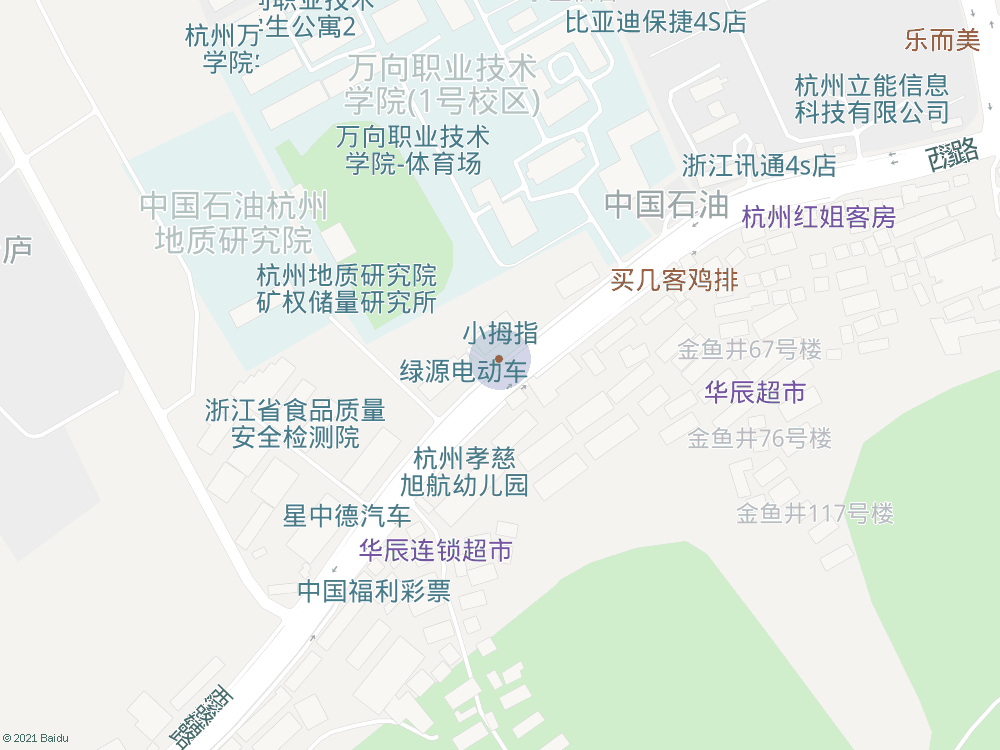 杭州万
学院
生公寓2
比亚迪保捷4S店
乐而美
万向职业技术
学院(1号校区)
杭州立能信息
科技有限公司
万向职业技术
学院-体育场
西溪路
浙江讯通4s店
中国石油杭州
地质研究院
中国石油
杭州红姐客房
庐
杭州地质研究院
矿权储量研究所
买几客鸡排
小拇指
金鱼井67号楼
绿源电动车
华辰超市
浙江省食品质量
安全检测院
金鱼井76号楼
杭州孝慈
旭航幼儿园
星中德汽车
金鱼井117号楼
华辰连锁超市
中国福利彩票
西溪路
© 2021 Baidu